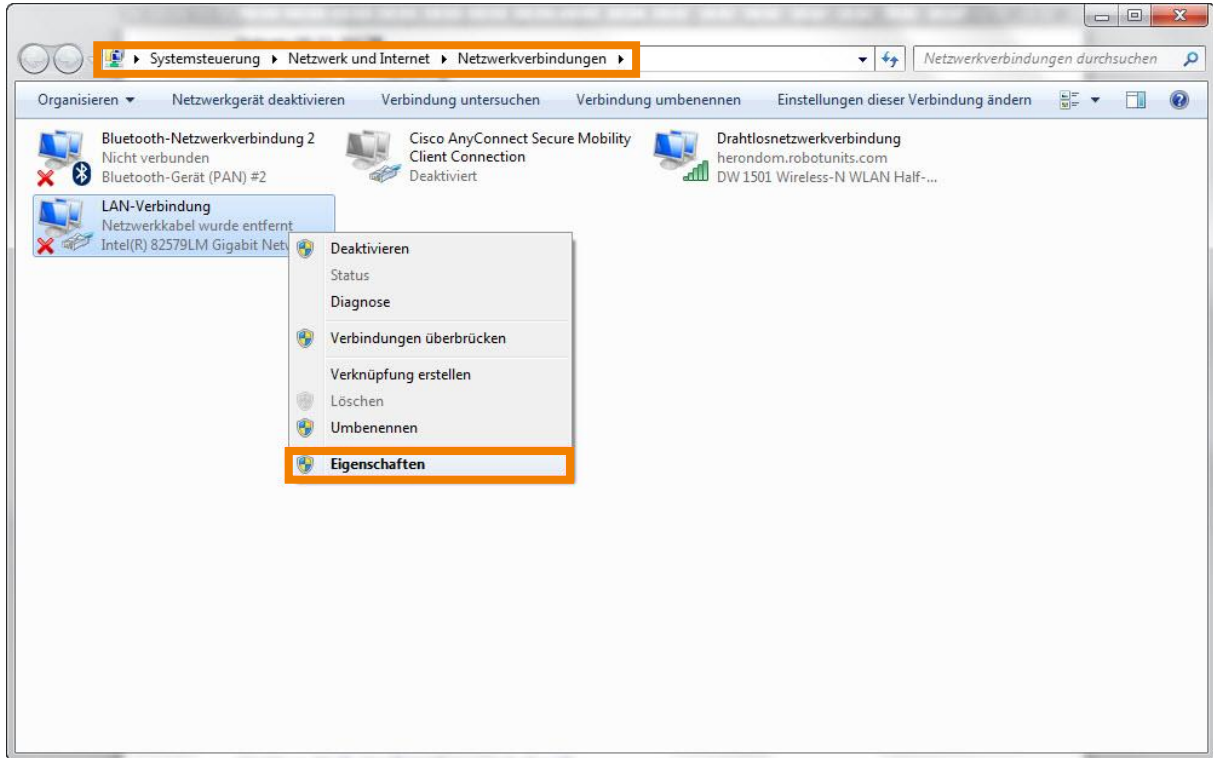 Systemsteuerung Netzwerk und Internet Netzwerkverbindungen
Netzwerkverbindungen durchsuchen
Organisieren Netzwerkgerät deaktivieren Verbindung untersuchen Verbindung umbenennen Einstellungen dieser Verbindung ändern
Bluetooth-Netzwerkverbindung 2
Nicht verbunden
Bluetooth-Gerät (PAN) #2
Cisco AnyConnect Secure Mobility
Client Connection
Deaktiviert
Drahtlosnetzwerkverbindung
herondom.robotunits.com
DW 1501 Wireless-N WLAN Half-...
LAN-Verbindung
Netzwerkkabel wurde entfernt
Intel(R) 82579LM Gigabit Net
Deaktivieren
Status
Diagnose
Verbindungen überbrücken
Verknüpfung erstellen
Löschen
Umbenennen
Eigenschaften